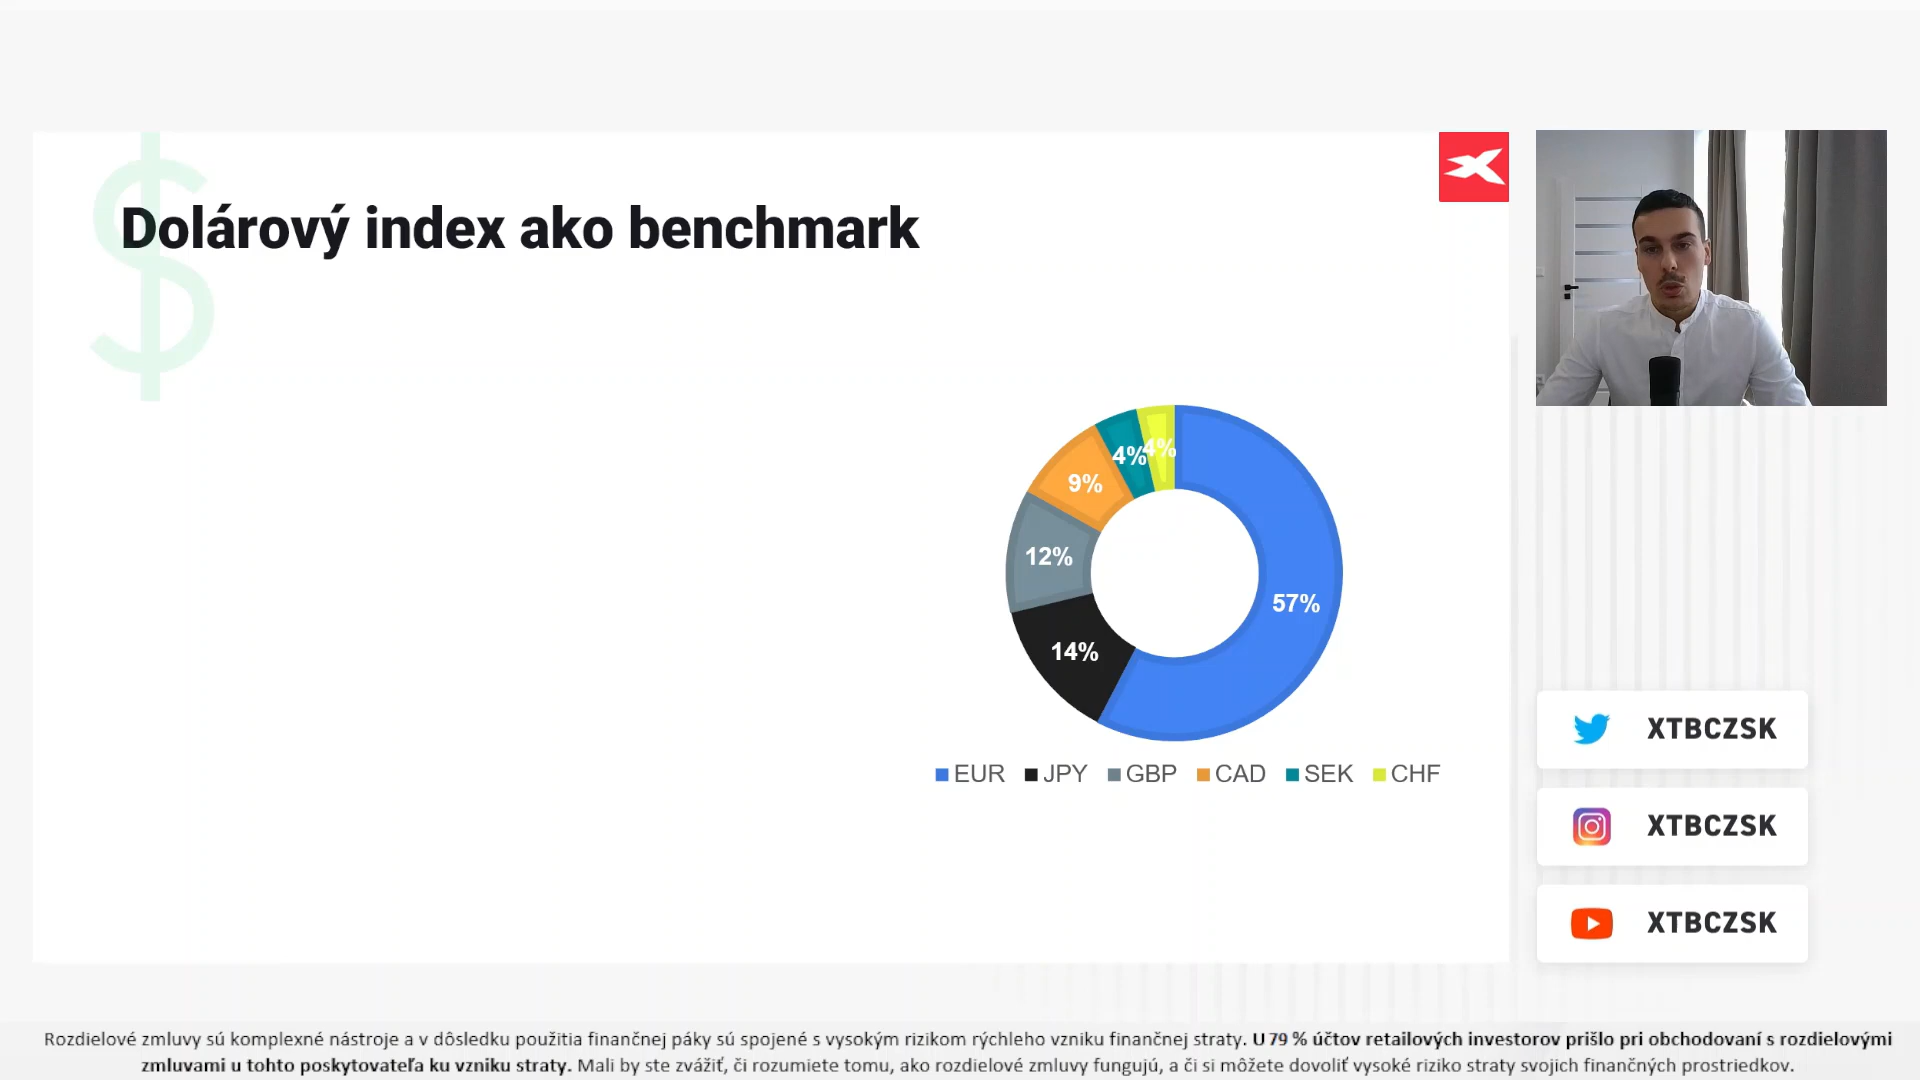 Dolárový index ako benchmark
4%
4%
9%
12%
14%
57%
EUR JPY GBP CAD SEK CHF
XTBCZSK
XTBCZSK
XTBCZSK
Rozdielové zmluvy sú komplexné nástroje a v dôsledku použitia finančnej páky sú spojené s vysokým rizikom rýchleho vzniku finančnej straty. U 79 % účtov retailových investorov prišlo pri obchodovaní s rozdielovými
zmluvami u tohto poskytovateľa ku vzniku straty. Mali by ste zvážiť, či rozumiete tomu, ako rozdielové zmluvy fungujú, a či si môžete dovoliť vysoké riziko straty svojich finančných prostriedkov.